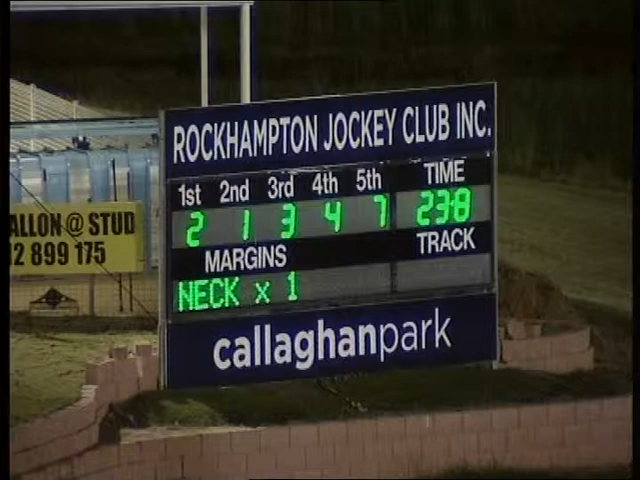 ROCKHAMPTON JOCKEY CLUB INC.
1st 2nd 3rd 4th 5th TIME
2 1 3 4 7 23.8
MARGINS TRACK
NECK x 1
callaghanpark
ALLON @ STUD
12 899 175